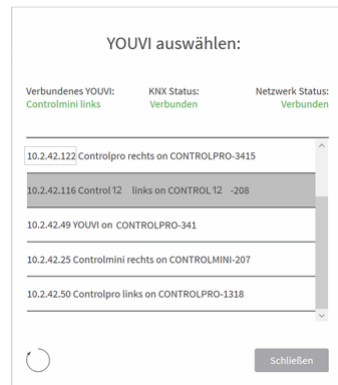 YOUVI auswählen:
Verbundenes YOUVI: KNX Status: Netzwerk Status:
Controlmini links Verbunden Verbunden
10.2.42.122 Controlpro rechts on CONTROLPRO-3415
10.2.42.116 Control 12 links on CONTROL 12 -208
10.2.42.49 YOUVI on CONTROLPRO-341
10.2.42.25 Controlmini rechts on CONTROLMINI-207
10.2.42.50 Controlpro links on CONTROLPRO-1318
Schließen